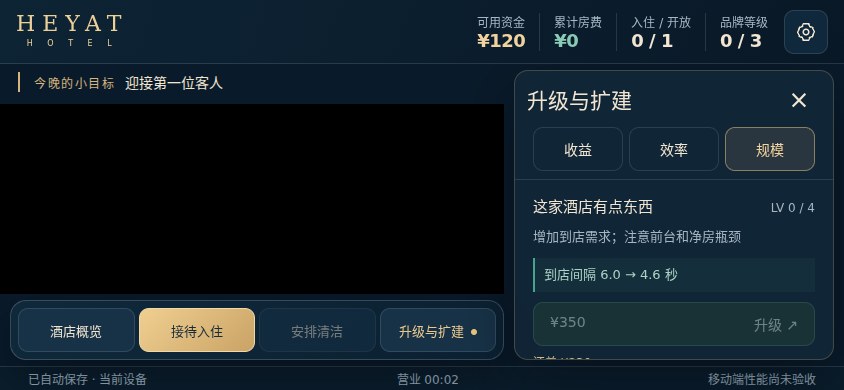 HEYAT
HOTEL
可用资金
¥120
累计房费
¥0
入住 / 开放
0 / 1
品牌等级
0 / 3
今晚的小目标 迎接第一位客人
升级与扩建
收益
效率
规模
这家酒店有点东西
LV 0 / 4
增加到店需求；注意前台和净房瓶颈
到店间隔 6.0 → 4.6 秒
¥350
升级 ↗
酒店概览
接待入住
安排清洁
升级与扩建
已自动保存 · 当前设备
营业 00:02
移动端性能尚未验收